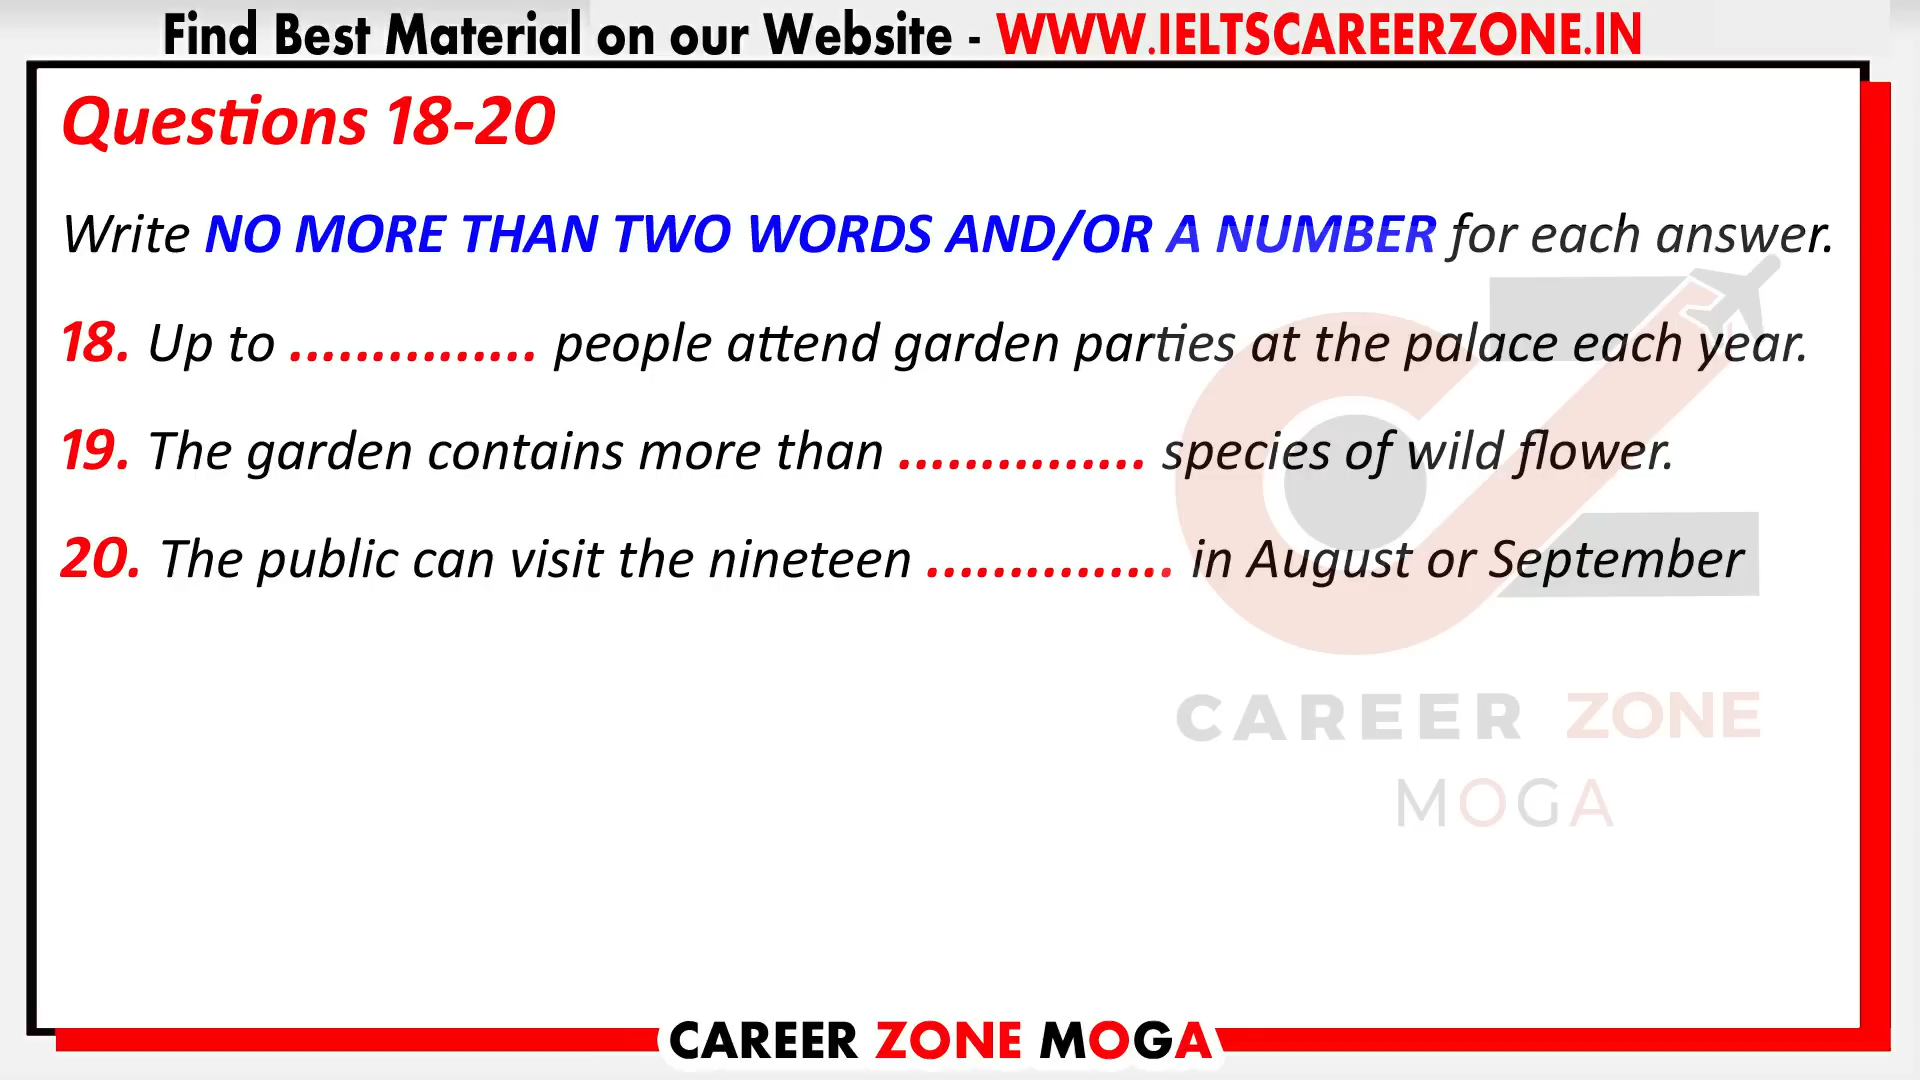 Find Best Material on our Website - WWW.IELTSCAREERZONE.IN
Questions 18-20
Write NO MORE THAN TWO WORDS AND/OR A NUMBER for each answer.
18. Up to ............... people attend garden parties at the palace each year.
19. The garden contains more than ............... species of wild flower.
20. The public can visit the nineteen ............... in August or September
CAREER ZONE
MOGA
CAREER ZONE MOGA